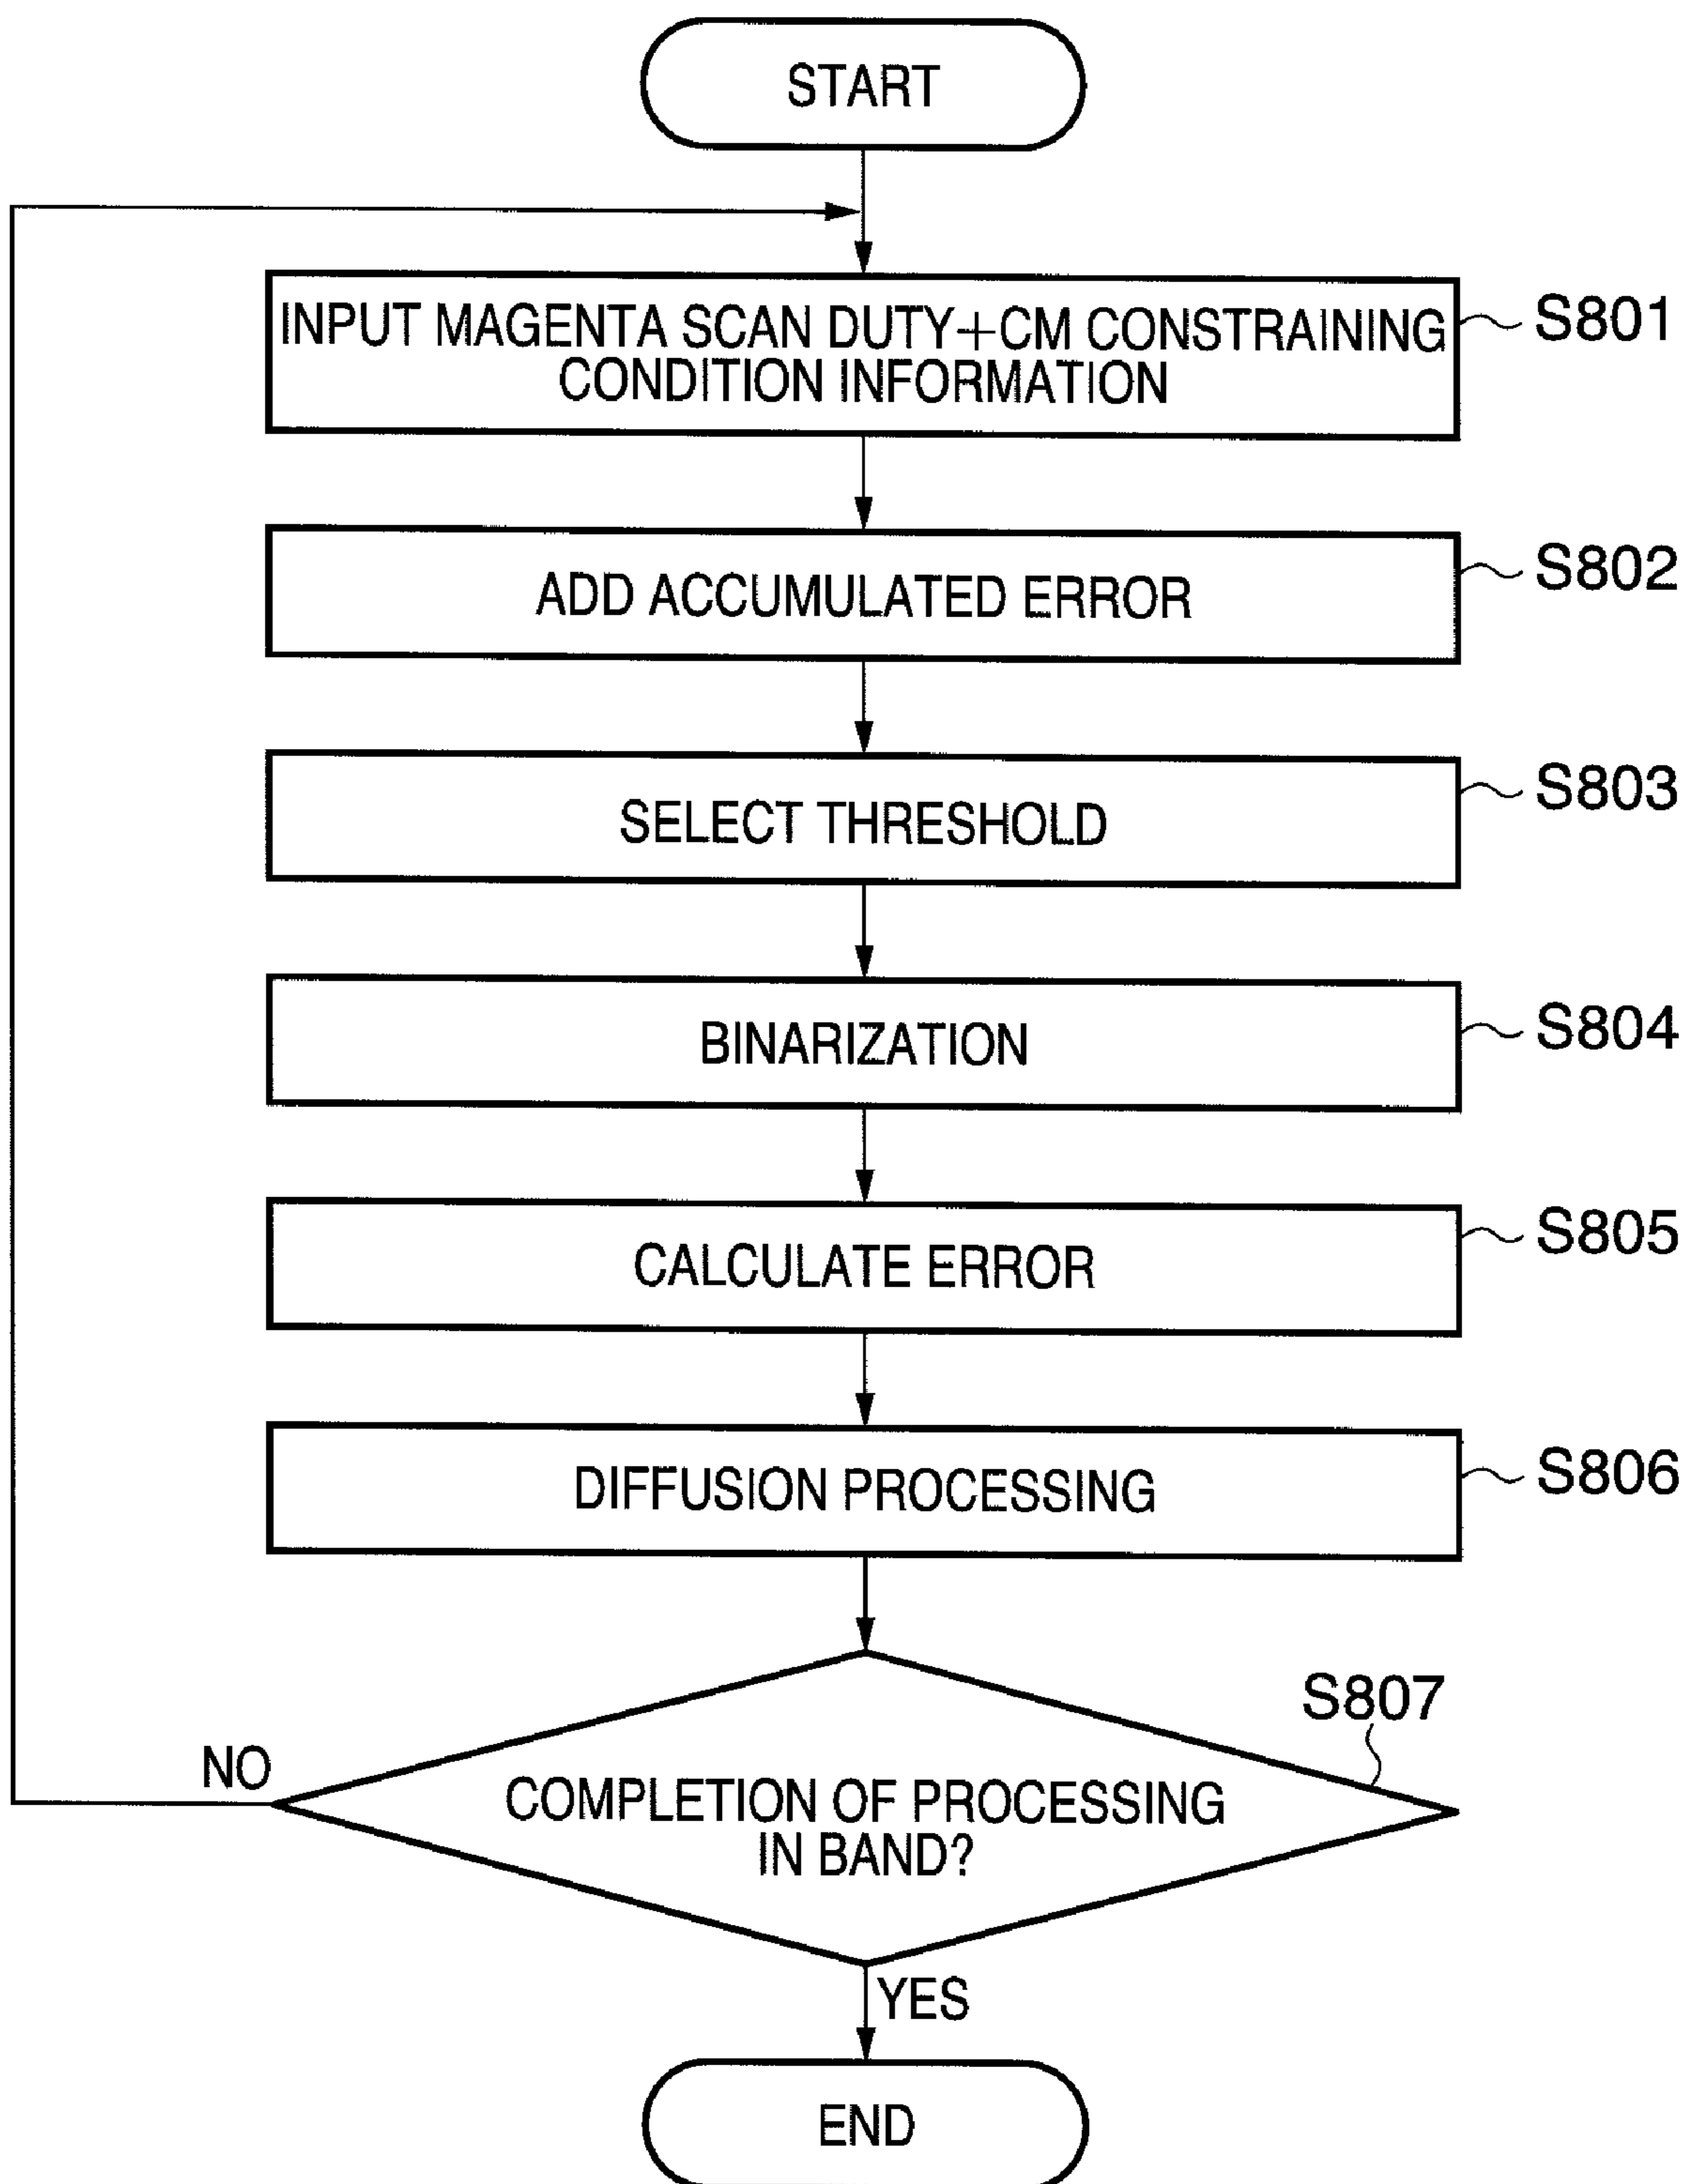 START
INPUT MAGENTA SCAN DUTY+CM CONSTRAINING
CONDITION INFORMATION
S801
ADD ACCUMULATED ERROR
S802
SELECT THRESHOLD
S803
BINARIZATION
S804
CALCULATE ERROR
S805
DIFFUSION PROCESSING
S806
S807
NO
COMPLETION OF PROCESSING
IN BAND?
YES
END